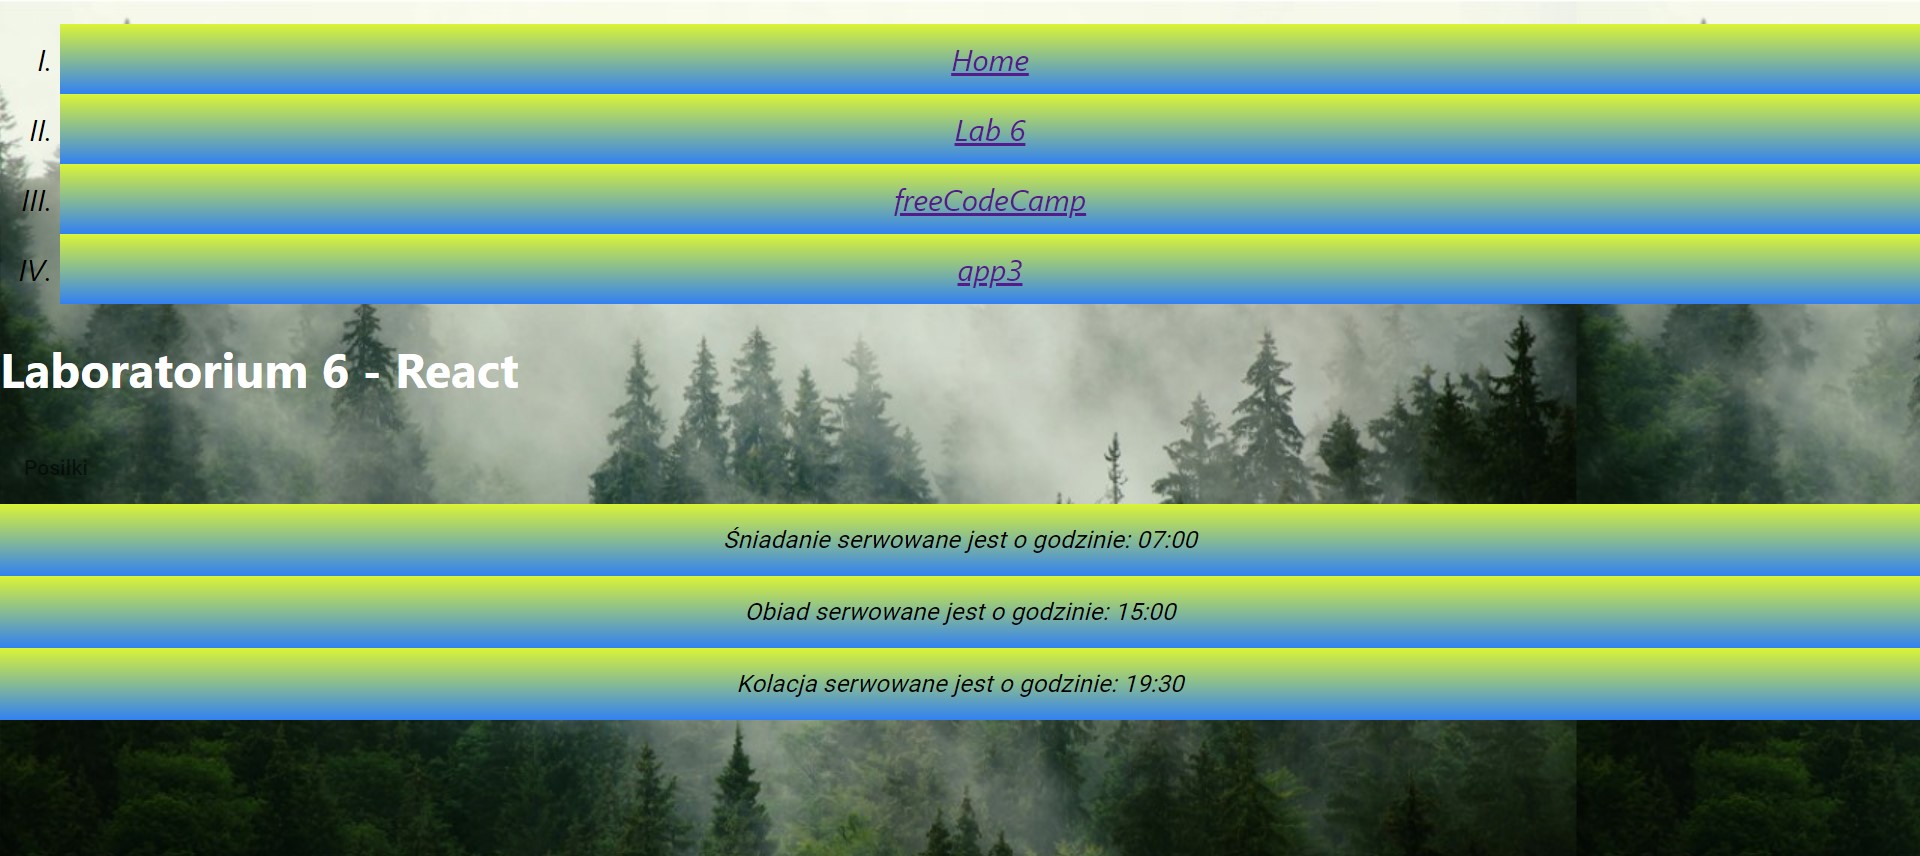 I. Home
II. Lab 6
III. freeCodeCamp
IV. app3
Laboratorium 6 - React
Posiłki
Śniadanie serwowane jest o godzinie: 07:00
Obiad serwowane jest o godzinie: 15:00
Kolacja serwowane jest o godzinie: 19:30